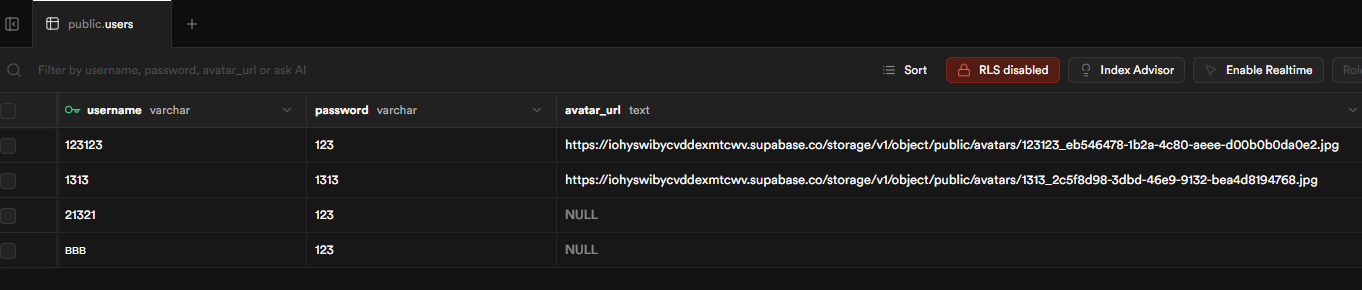 public.users
Filter by username, password, avatar_url or ask AI Sort RLS disabled Index Advisor Enable Realtime Rol
username varchar password varchar avatar_url text
123123 123 https://iohyswibycvddexmtcwv.supabase.co/storage/v1/object/public/avatars/123123_eb546478-1b2a-4c80-aeee-d00b0b0da0e2.jpg
1313 1313 https://iohyswibycvddexmtcwv.supabase.co/storage/v1/object/public/avatars/1313_2c5f8d98-3dbd-46e9-9132-bea4d8194768.jpg
21321 123 NULL
BBB 123 NULL